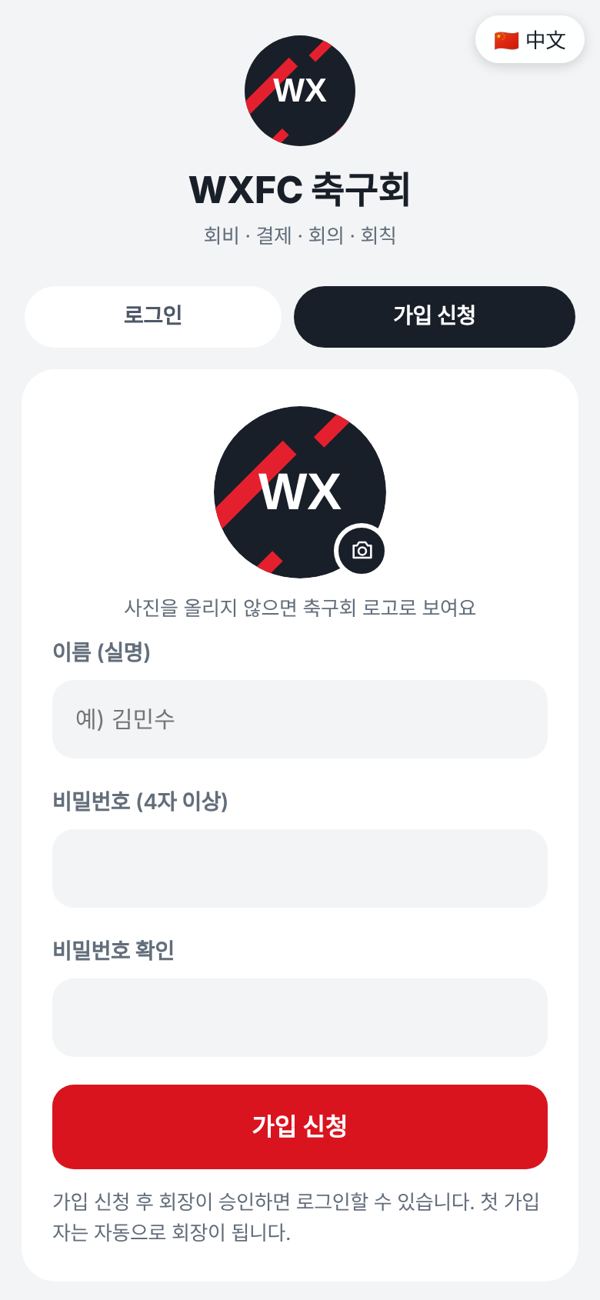 🇨🇳 中文
WX
WXFC 축구회
회비 · 결제 · 회의 · 회칙
로그인
가입 신청
WX
사진을 올리지 않으면 축구회 로고로 보여요
이름 (실명)
예) 김민수
비밀번호 (4자 이상)
비밀번호 확인
가입 신청
가입 신청 후 회장이 승인하면 로그인할 수 있습니다. 첫 가입
자는 자동으로 회장이 됩니다.